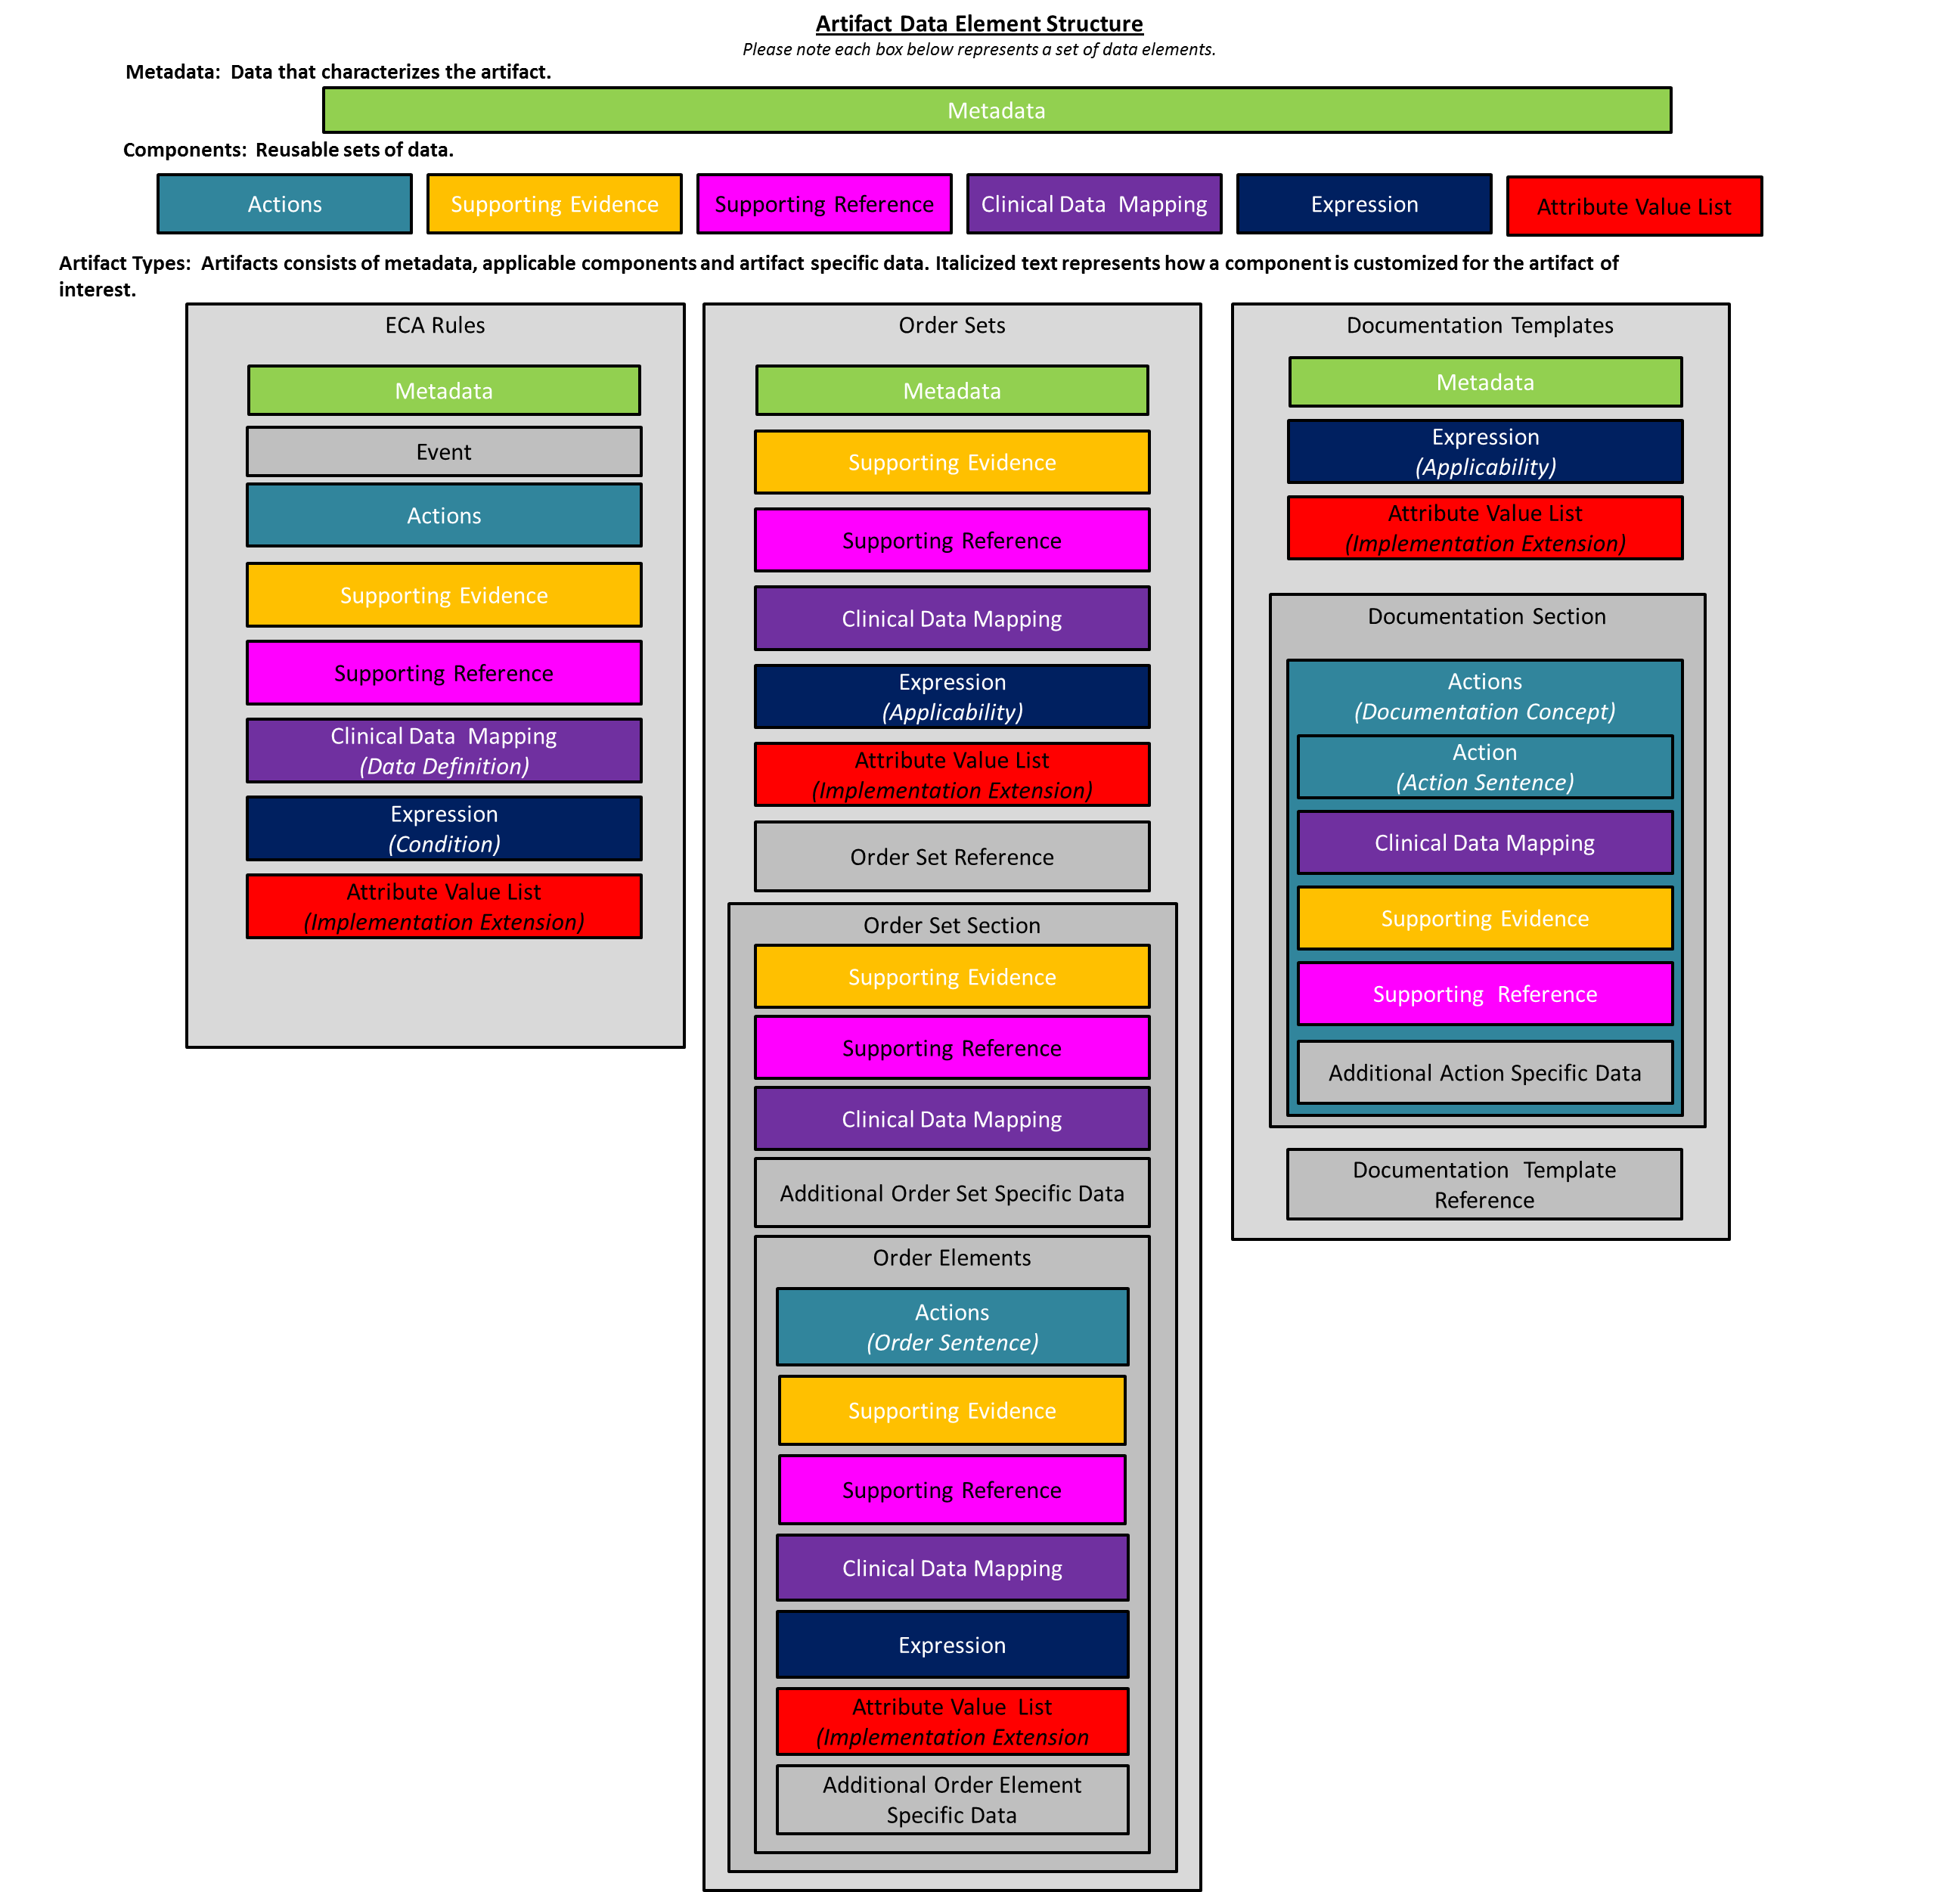 Artifact Data Element Structure
Please note each box below represents a set of data elements.
Metadata:  Data that characterizes the artifact.
Metadata
Components:  Reusable sets of data.
Actions
Supporting Evidence
Supporting Reference
Clinical Data  Mapping
Expression
Attribute Value List
Artifact Types:  Artifacts consists of metadata, applicable components and artifact specific data. Italicized text represents how a component is customized for the artifact of
interest.
ECA Rules
Metadata
Event
Actions
Supporting Evidence
Supporting Reference
Clinical Data  Mapping
(Data Definition)
Expression
(Condition)
Attribute Value List
(Implementation Extension)
Order Sets
Metadata
Supporting Evidence
Supporting Reference
Clinical Data Mapping
Expression
(Applicability)
Attribute Value List
(Implementation Extension)
Order Set Reference
Order Set Section
Supporting Evidence
Supporting Reference
Clinical Data Mapping
Additional Order Set Specific Data
Order Elements
Actions
(Order Sentence)
Supporting Evidence
Supporting Reference
Clinical Data Mapping
Expression
Attribute Value  List
(Implementation Extension
Additional Order Element
Specific Data
Documentation Templates
Metadata
Expression
(Applicability)
Attribute Value List
(Implementation Extension)
Documentation Section
Actions
(Documentation Concept)
Action
(Action Sentence)
Clinical Data Mapping
Supporting Evidence
Supporting  Reference
Additional Action Specific Data
Documentation  Template
Reference